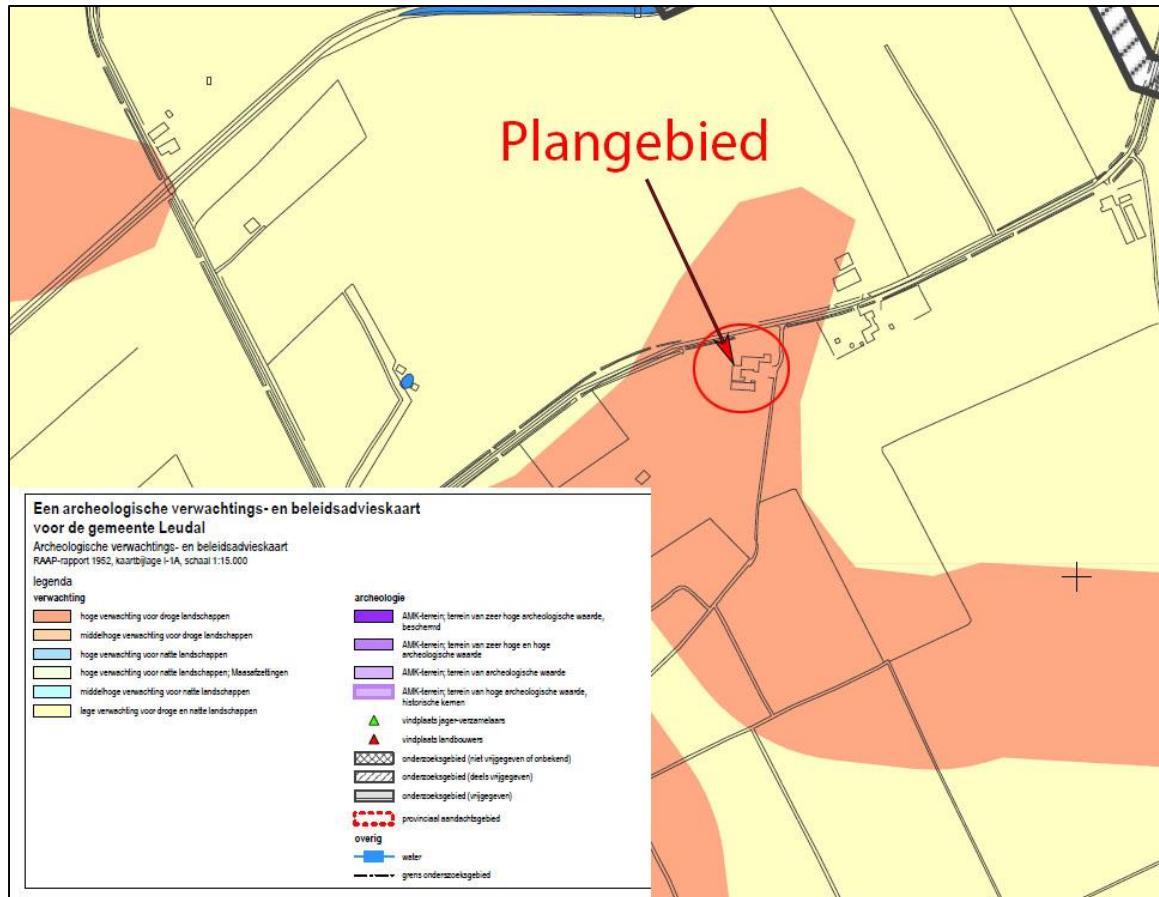 Plangebied
Een archeologische verwachtings- en beleidsadvieskaart
voor de gemeente Leudal
Archeologische verwachtings- en beleidsadvieskaart
RAAP-rapport 1952, kaartbijlage I-1A, schaal 1:15.000
legenda
verwachting
hoge verwachting voor droge landschappen
middelhoge verwachting voor droge landschappen
hoge verwachting voor natte landschappen
hoge verwachting voor natte landschappen; Maasafzettingen
middelhoge verwachting voor natte landschappen
lage verwachting voor droge en natte landschappen
archeologie
AMK-terrein; terrein van zeer hoge archeologische waarde,
beschermd
AMK-terrein; terrein van zeer hoge en hoge
archeologische waarde
AMK-terrein; terrein van archeologische waarde
AMK-terrein; terrein van hoge archeologische waarde,
historische kernen
vindplaats jager-verzamelaars
vindplaats landbouwers
onderzoeksgebied (niet vrijgegeven of onbekend)
onderzoeksgebied (deels vrijgegeven)
onderzoeksgebied (vrijgegeven)
provinciaal aandachtsgebied
overig
water
grens onderszoeksgebied